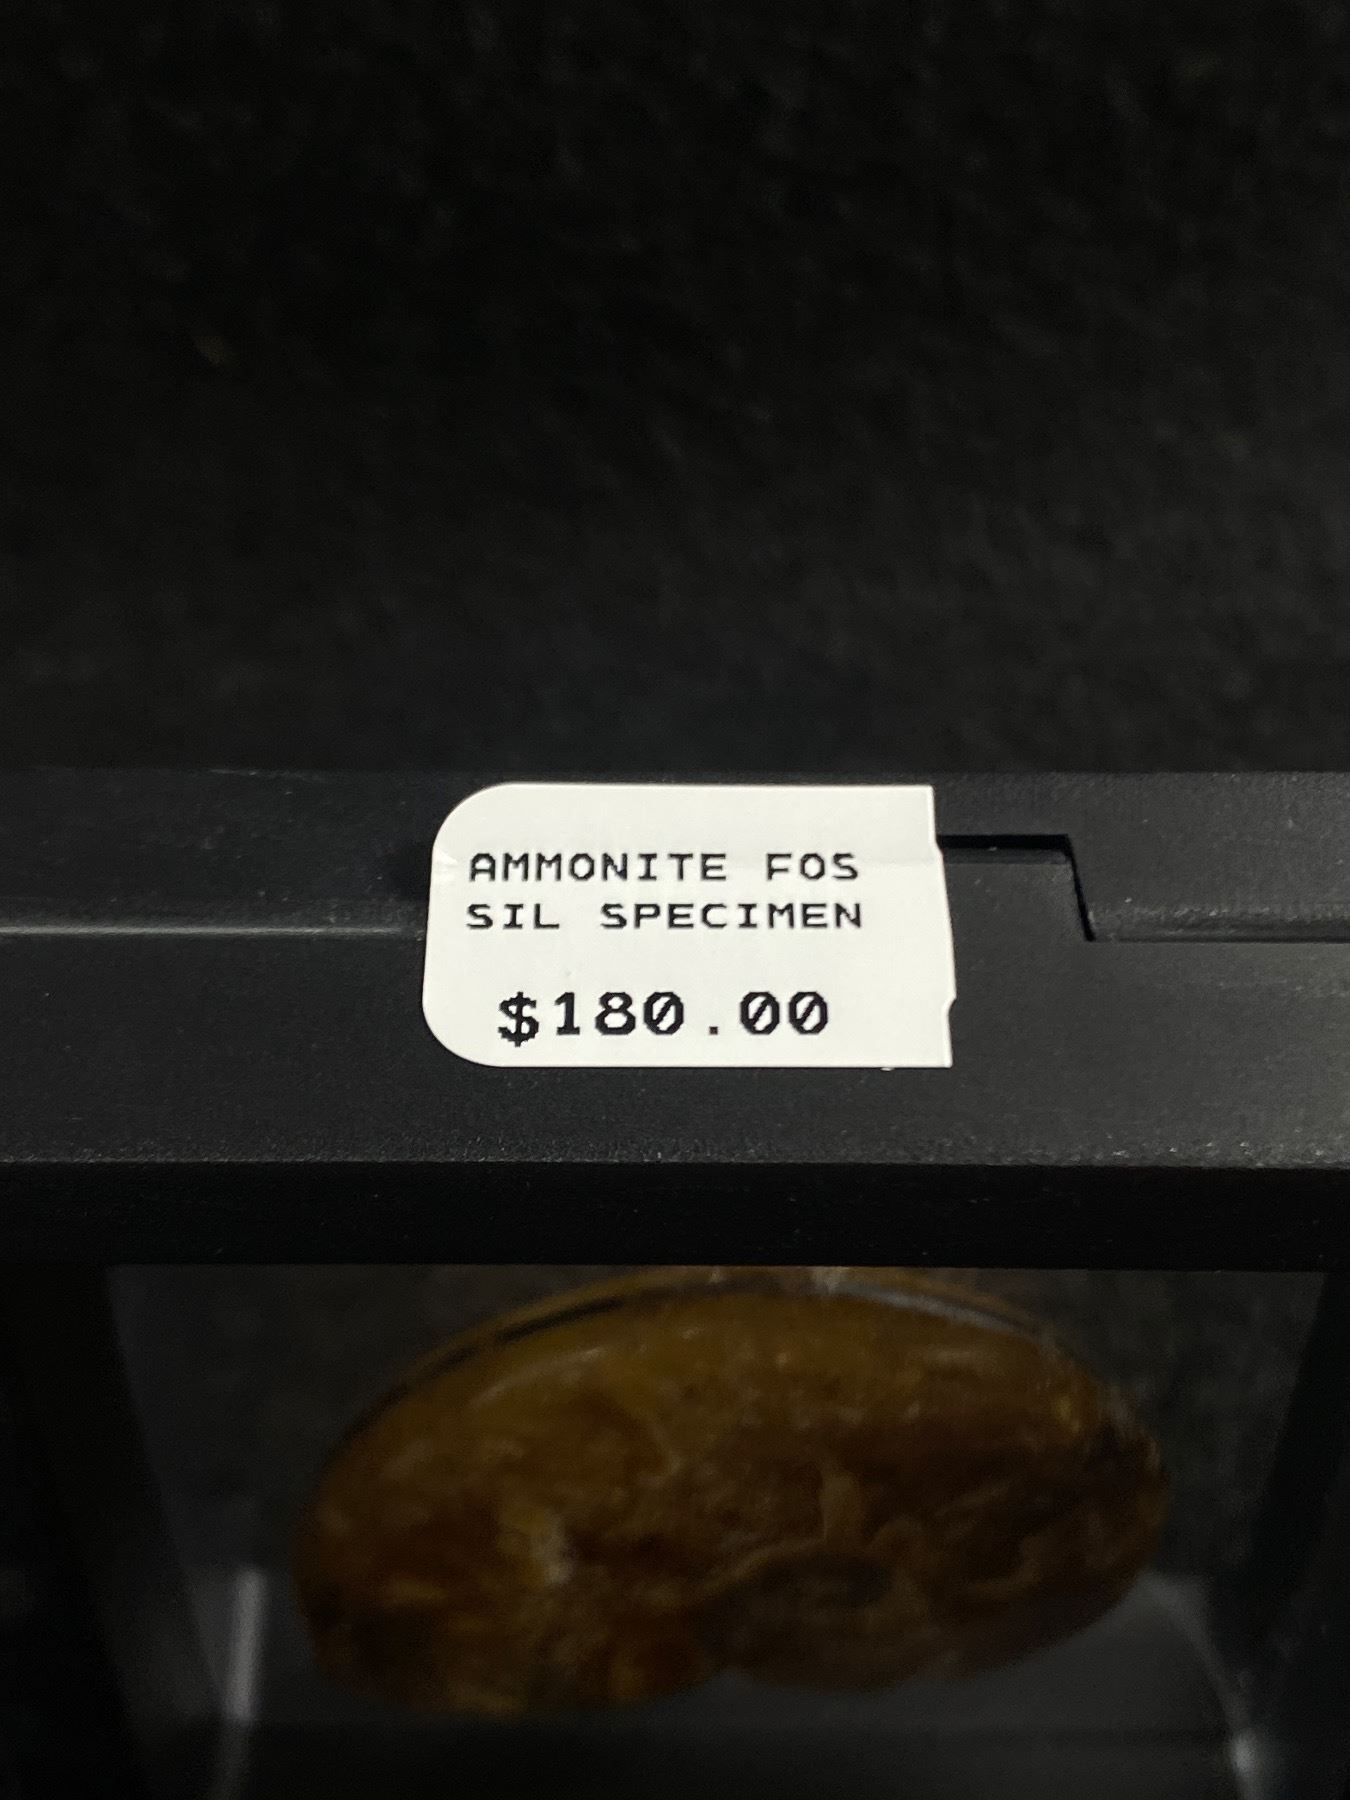 AMMONITE FOS
SIL SPECIMEN
$180.00